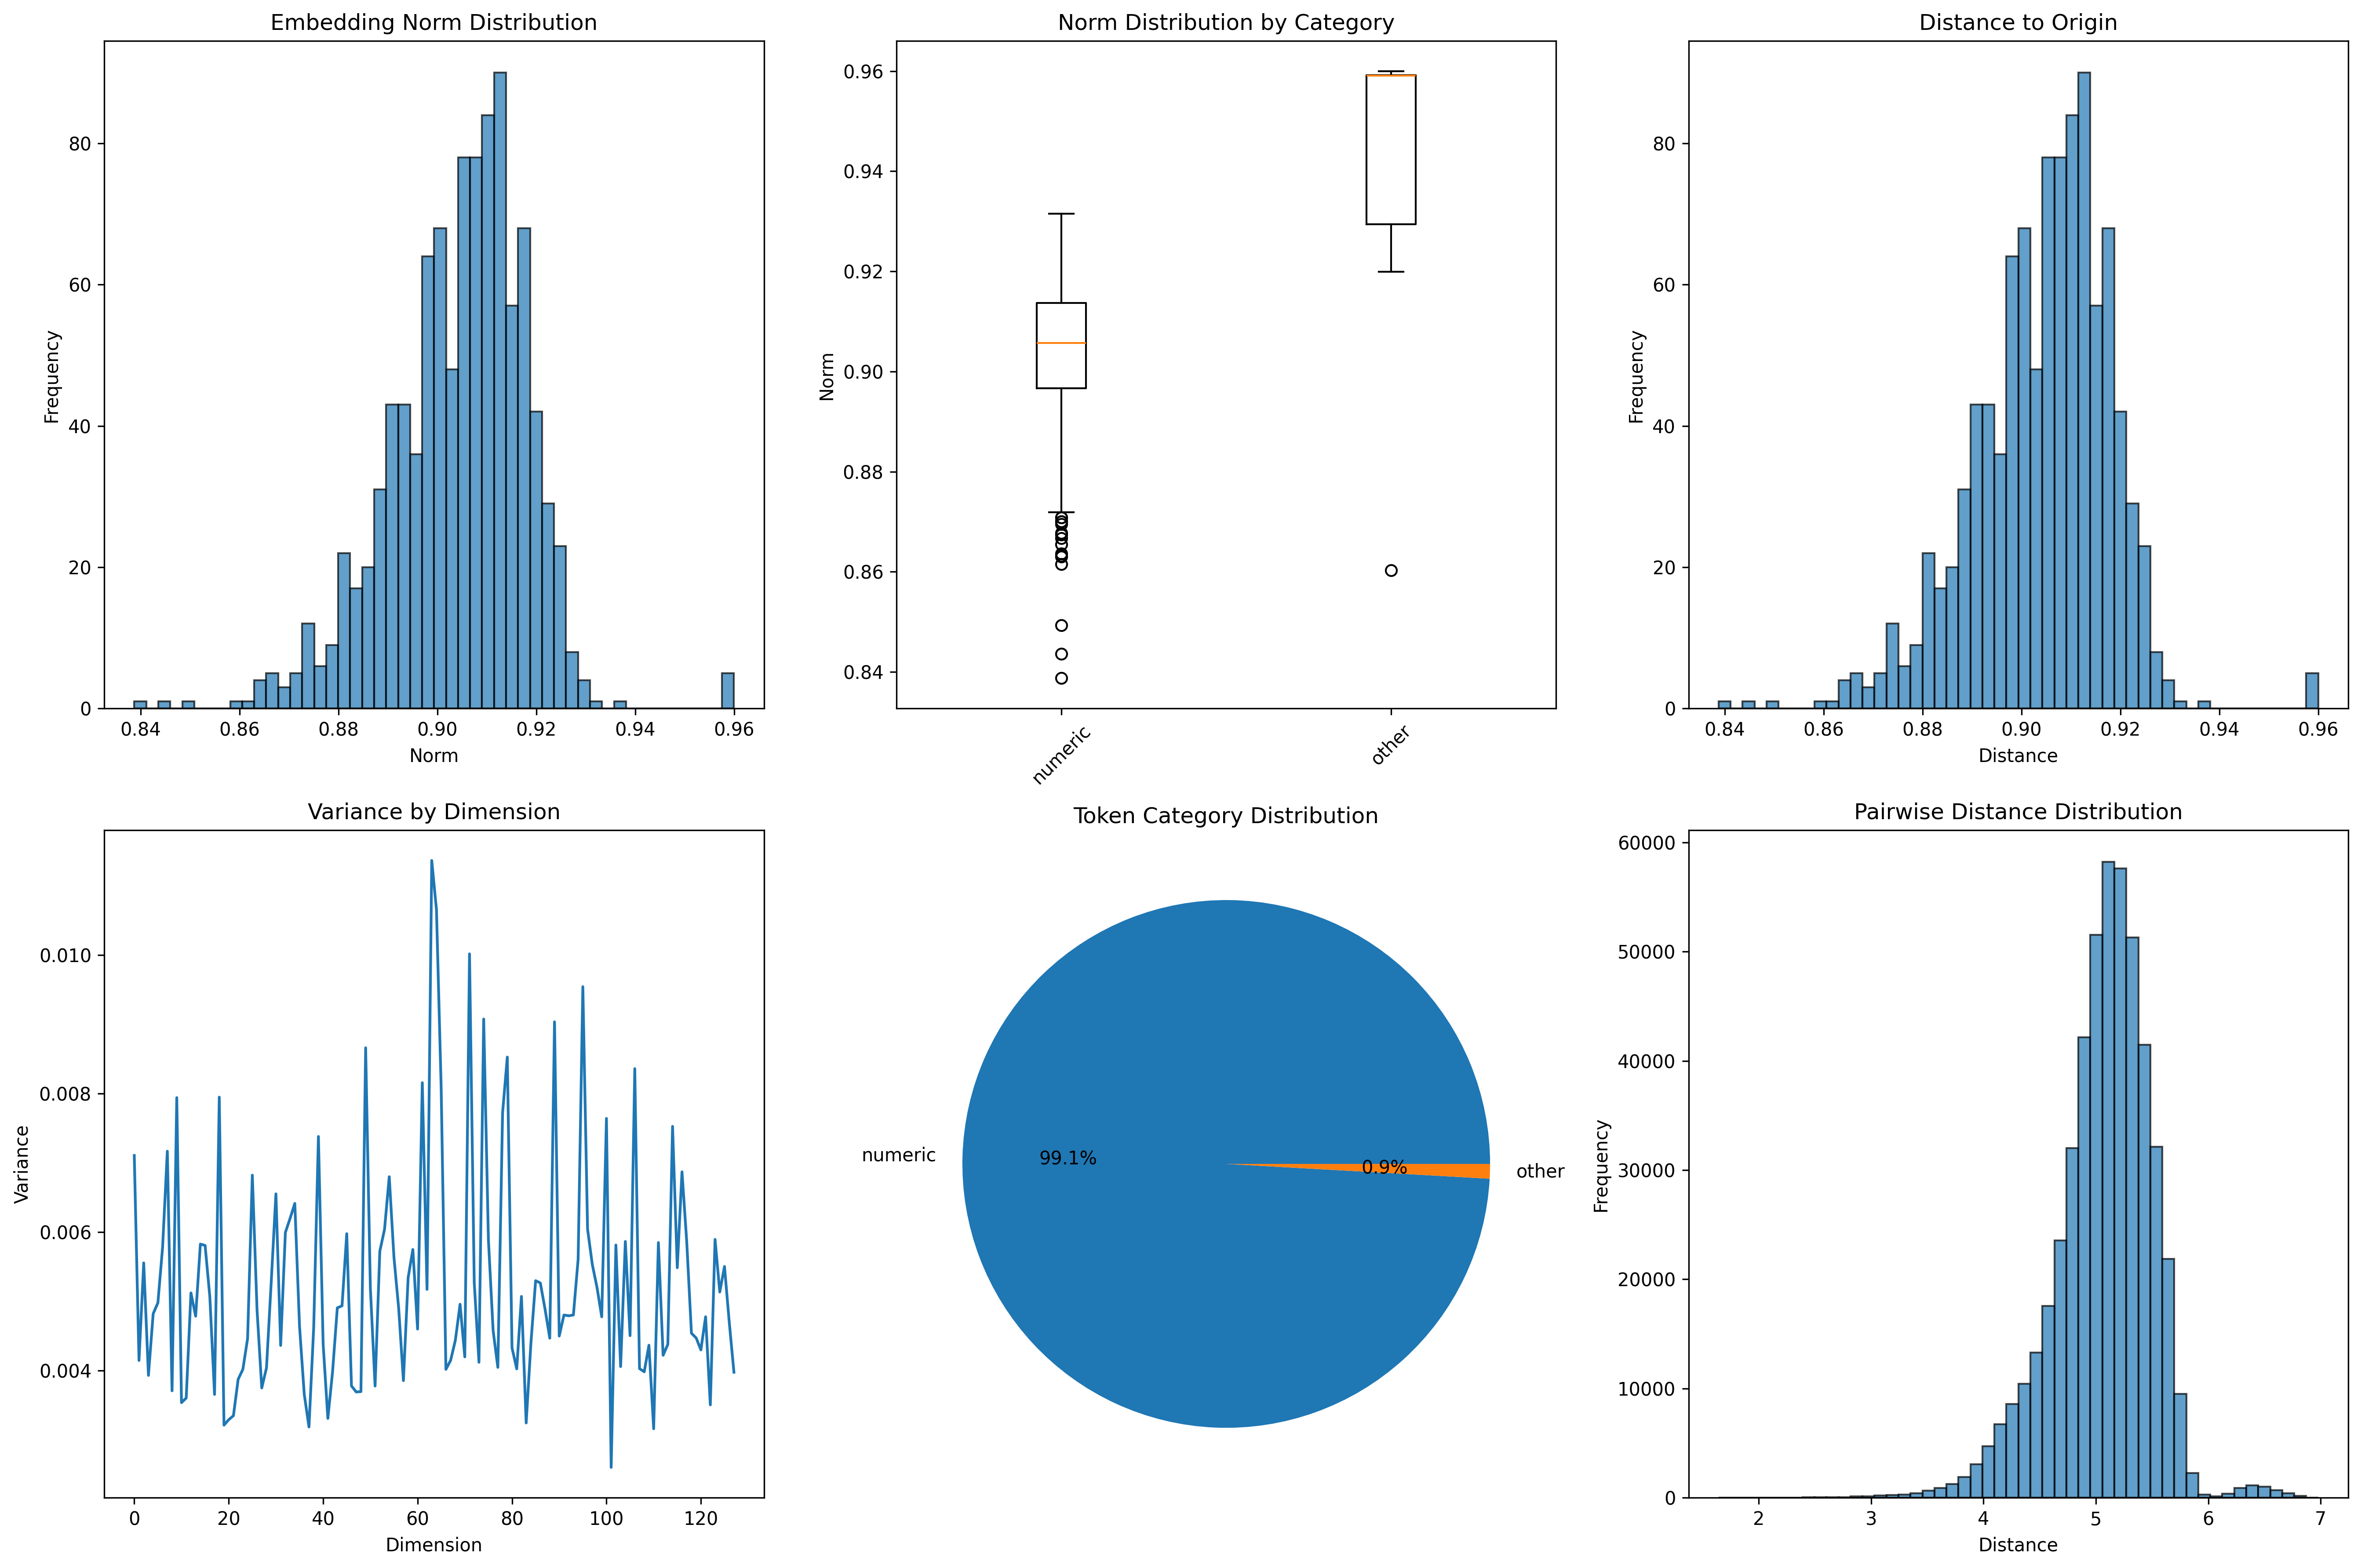 Embedding Norm Distribution
Frequency
80
60
40
20
0
0.84 0.86 0.88 0.90 0.92 0.94 0.96
Norm
Norm Distribution by Category
Norm
0.96
0.94
0.92
0.90
0.88
0.86
0.84
numeric other
Distance to Origin
Frequency
80
60
40
20
0
0.84 0.86 0.88 0.90 0.92 0.94 0.96
Distance
Variance by Dimension
Variance
0.010
0.008
0.006
0.004
0 20 40 60 80 100 120
Dimension
Token Category Distribution
numeric 99.1% 0.9% other
Pairwise Distance Distribution
Frequency
60000
50000
40000
30000
20000
10000
0
2 3 4 5 6 7
Distance